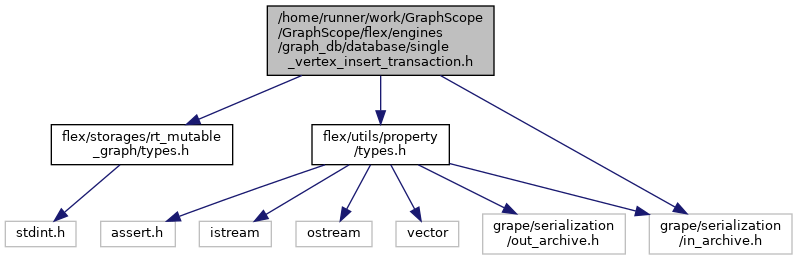 /home/runner/work/GraphScope
/GraphScope/flex/engines
/graph_db/database/single
_vertex_insert_transaction.h
flex/storages/rt_mutable
_graph/types.h
flex/utils/property
/types.h
stdint.h
assert.h
istream
ostream
vector
grape/serialization
/out_archive.h
grape/serialization
/in_archive.h